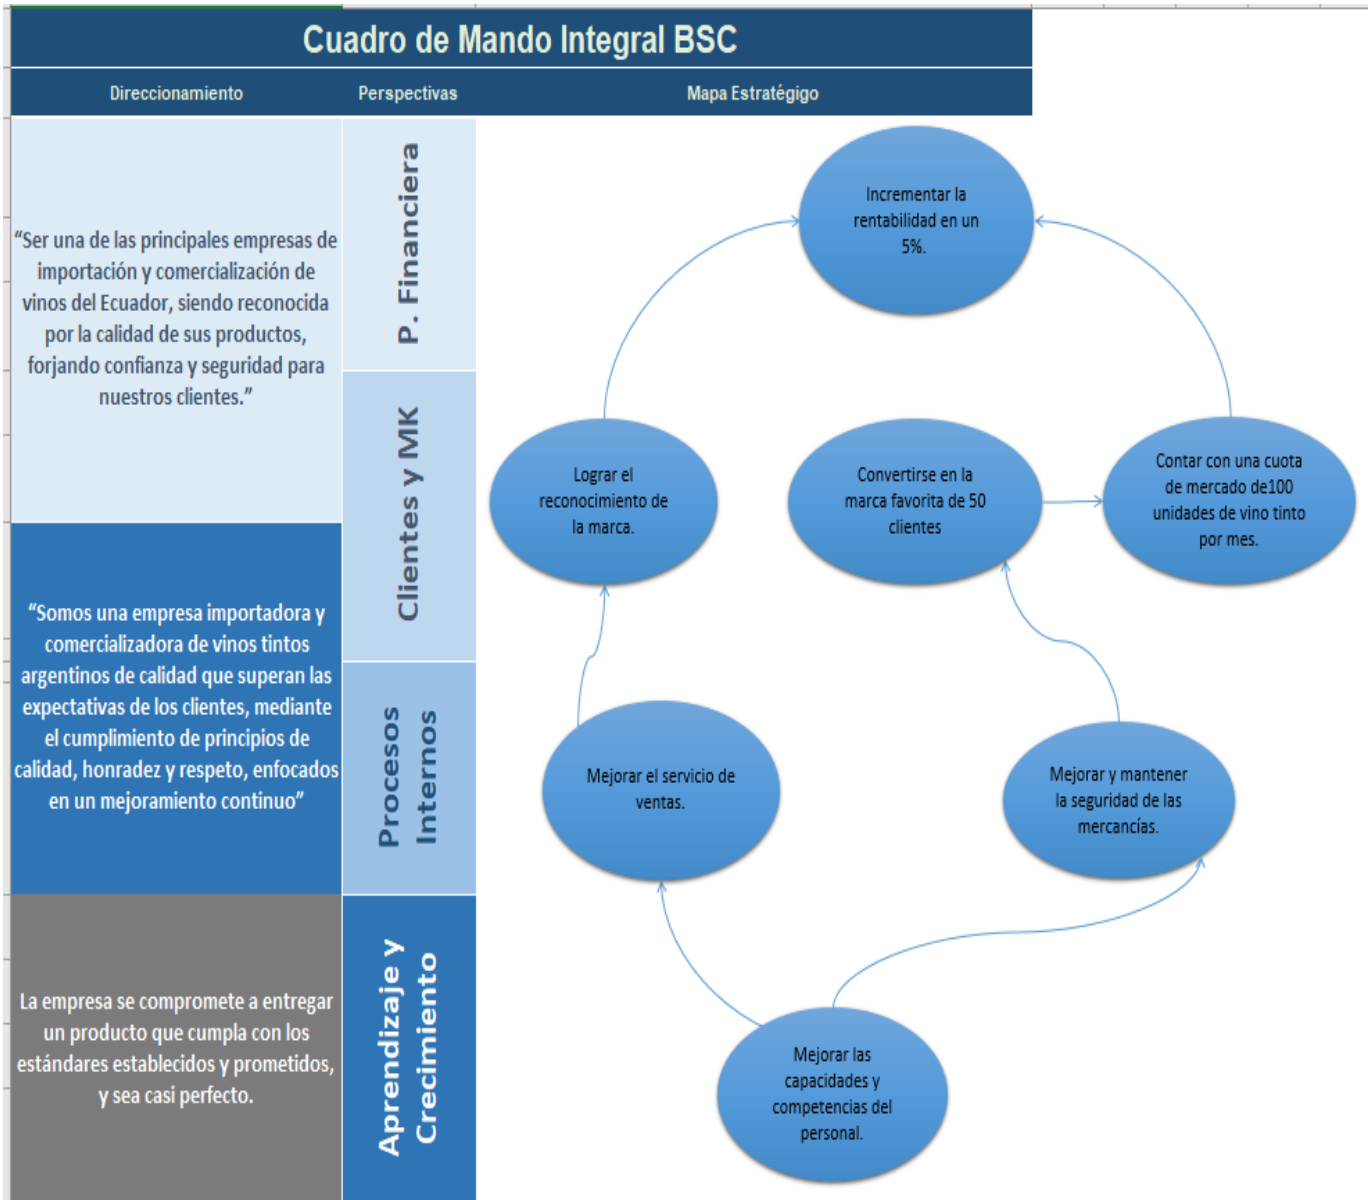 Cuadro de Mando Integral BSC
Direccionamiento
Perspectivas
Mapa Estratégigo
“Ser una de las principales empresas de
importación y comercialización de
vinos del Ecuador, siendo reconocida
por la calidad de sus productos,
forjando confianza y seguridad para
nuestros clientes.”
“Somos una empresa importadora y
comercializadora de vinos tintos
argentinos de calidad que superan las
expectativas de los clientes, mediante
el cumplimiento de principios de
calidad, honradez y respeto, enfocados
en un mejoramiento continuo”
La empresa se compromete a entregar
un producto que cumpla con los
estándares establecidos y prometidos,
y sea casi perfecto.
P. Financiera
Clientes y MK
Procesos
Internos
Aprendizaje y
Crecimiento
Incrementar la
rentabilidad en un
5%.
Lograr el
reconocimiento de
la marca.
Convertirse en la
marca favorita de 50
clientes
Contar con una cuota
de mercado de100
unidades de vino tinto
por mes.
Mejorar el servicio de
ventas.
Mejorar y mantener
la seguridad de las
mercancías.
Mejorar las
capacidades y
competencias del
personal.